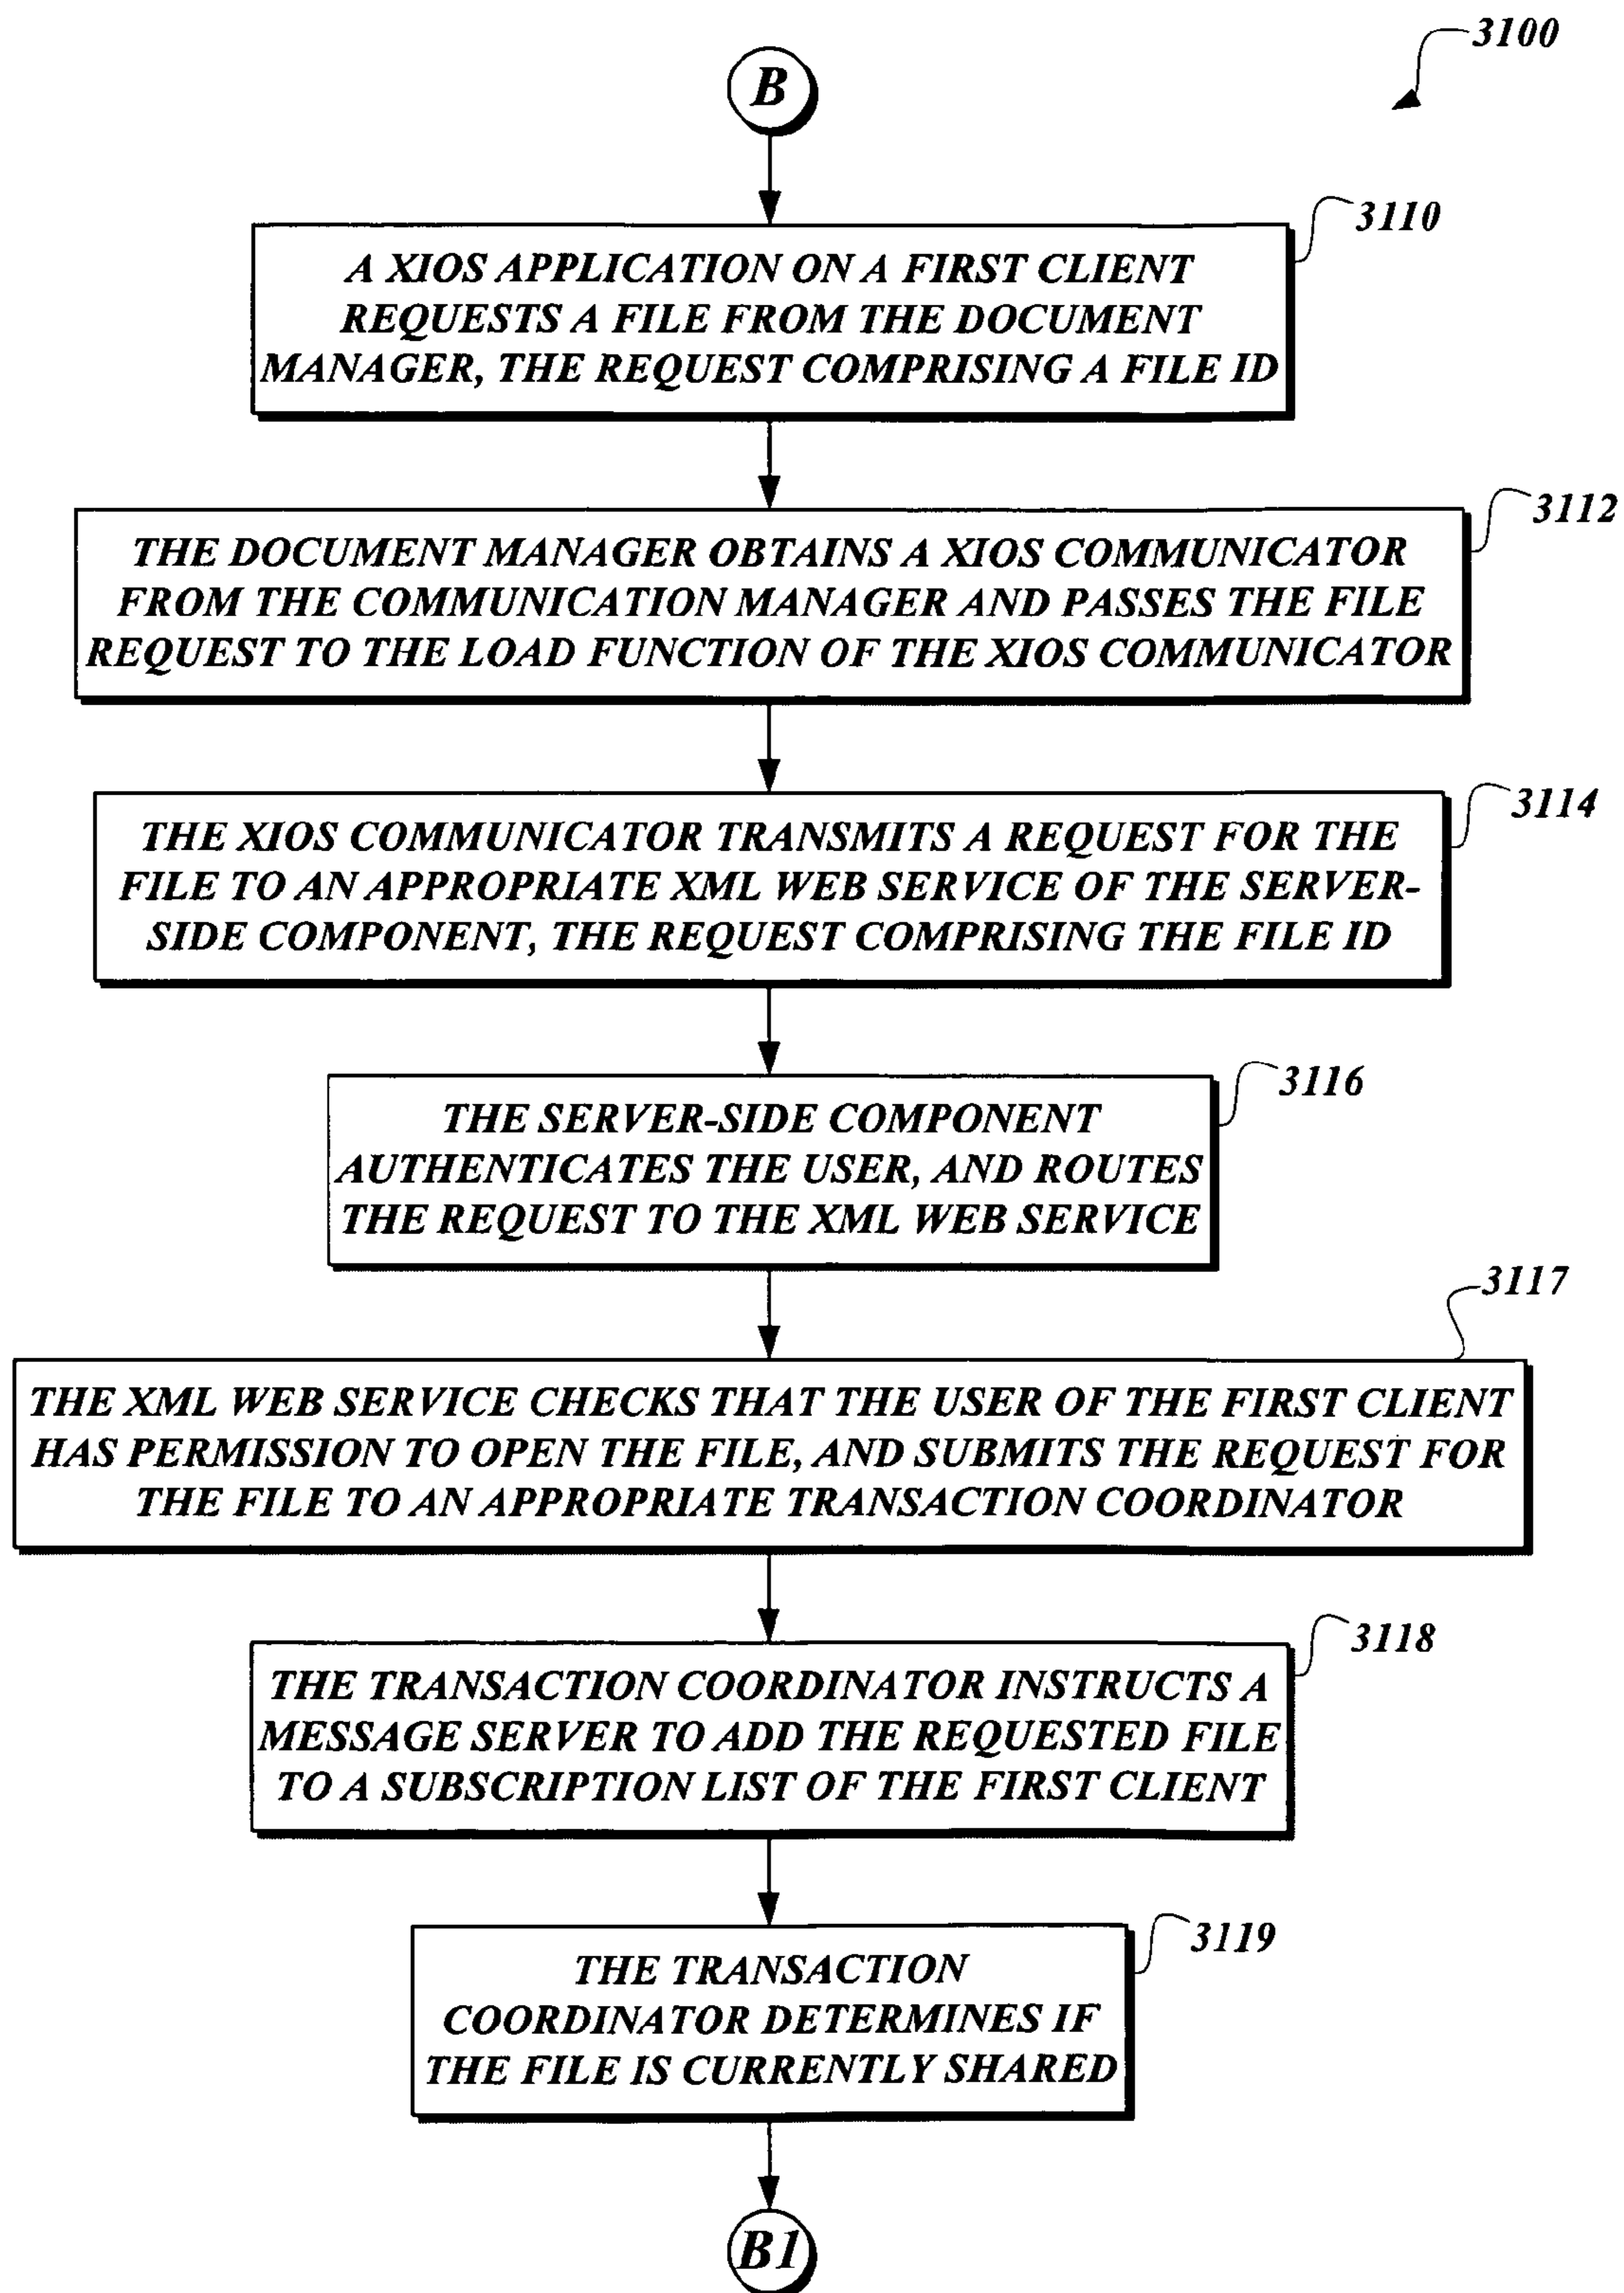 3100
B
3110
A XIOS APPLICATION ON A FIRST CLIENT
REQUESTS A FILE FROM THE DOCUMENT
MANAGER, THE REQUEST COMPRISING A FILE ID
3112
THE DOCUMENT MANAGER OBTAINS A XIOS COMMUNICATOR
FROM THE COMMUNICATION MANAGER AND PASSES THE FILE
REQUEST TO THE LOAD FUNCTION OF THE XIOS COMMUNICATOR
3114
THE XIOS COMMUNICATOR TRANSMITS A REQUEST FOR THE
FILE TO AN APPROPRIATE XML WEB SERVICE OF THE SERVER-
SIDE COMPONENT, THE REQUEST COMPRISING THE FILE ID
3116
THE SERVER-SIDE COMPONENT
AUTHENTICATES THE USER, AND ROUTES
THE REQUEST TO THE XML WEB SERVICE
3117
THE XML WEB SERVICE CHECKS THAT THE USER OF THE FIRST CLIENT
HAS PERMISSION TO OPEN THE FILE, AND SUBMITS THE REQUEST FOR
THE FILE TO AN APPROPRIATE TRANSACTION COORDINATOR
3118
THE TRANSACTION COORDINATOR INSTRUCTS A
MESSAGE SERVER TO ADD THE REQUESTED FILE
TO A SUBSCRIPTION LIST OF THE FIRST CLIENT
3119
THE TRANSACTION
COORDINATOR DETERMINES IF
THE FILE IS CURRENTLY SHARED
B1